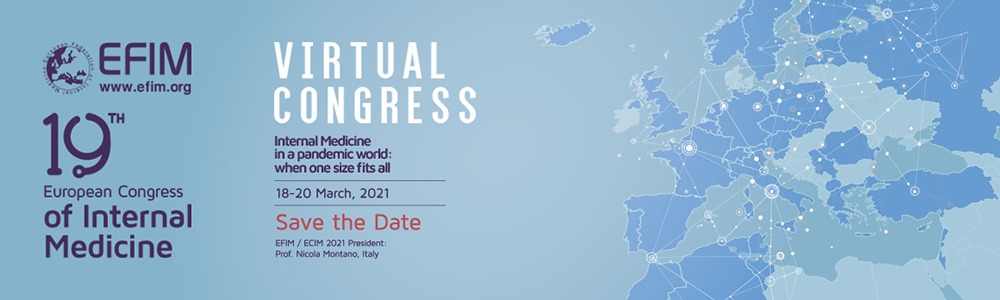 EFIM
www.efim.org
19TH
European Congress
of Internal
Medicine
VIRTUAL
CONGRESS
Internal Medicine
in a pandemic world:
when one size fits all
18-20 March, 2021
Save the Date
EFIM / ECIM 2021 President:
Prof. Nicola Montano, Italy